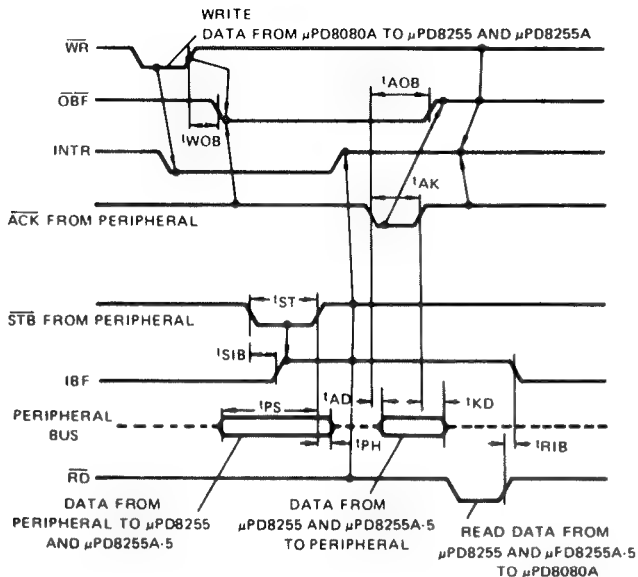 WRITE
DATA FROM µPD8080A TO µPD8255 AND µPD8255A
WR
OBF
tAOB
tWOB
INTR
tAK
ACK FROM PERIPHERAL
tST
STB FROM PERIPHERAL
tSIB
IBF
tPS
tAD
tKD
PERIPHERAL
BUS
tPH
tRIB
RD
DATA FROM
PERIPHERAL TO µPD8255
AND µPD8255A-5
DATA FROM
µPD8255 AND µPD8255A-5
TO PERIPHERAL
READ DATA FROM
µPD8255 AND µFD8255A-5
TO µPD8080A